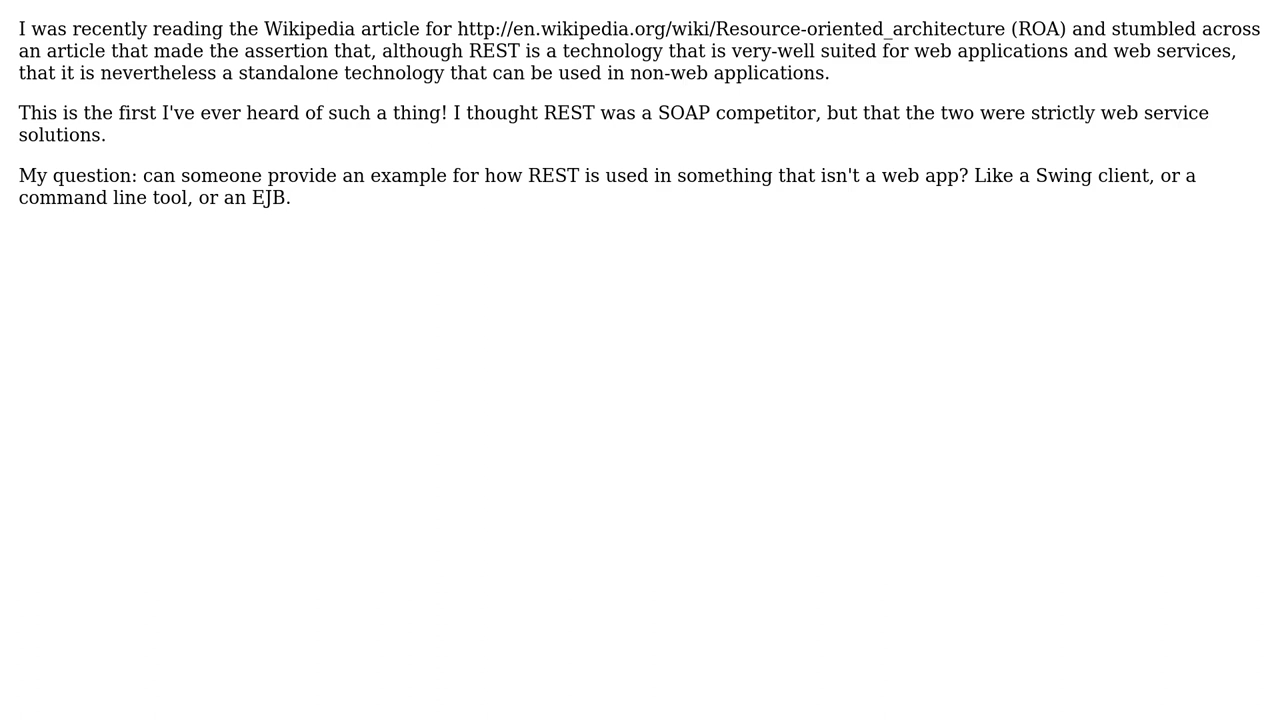 I was recently reading the Wikipedia article for http://en.wikipedia.org/wiki/Resource-oriented_architecture (ROA) and stumbled across
an article that made the assertion that, although REST is a technology that is very-well suited for web applications and web services,
that it is nevertheless a standalone technology that can be used in non-web applications.
This is the first I've ever heard of such a thing! I thought REST was a SOAP competitor, but that the two were strictly web service
solutions.
My question: can someone provide an example for how REST is used in something that isn't a web app? Like a Swing client, or a
command line tool, or an EJB.